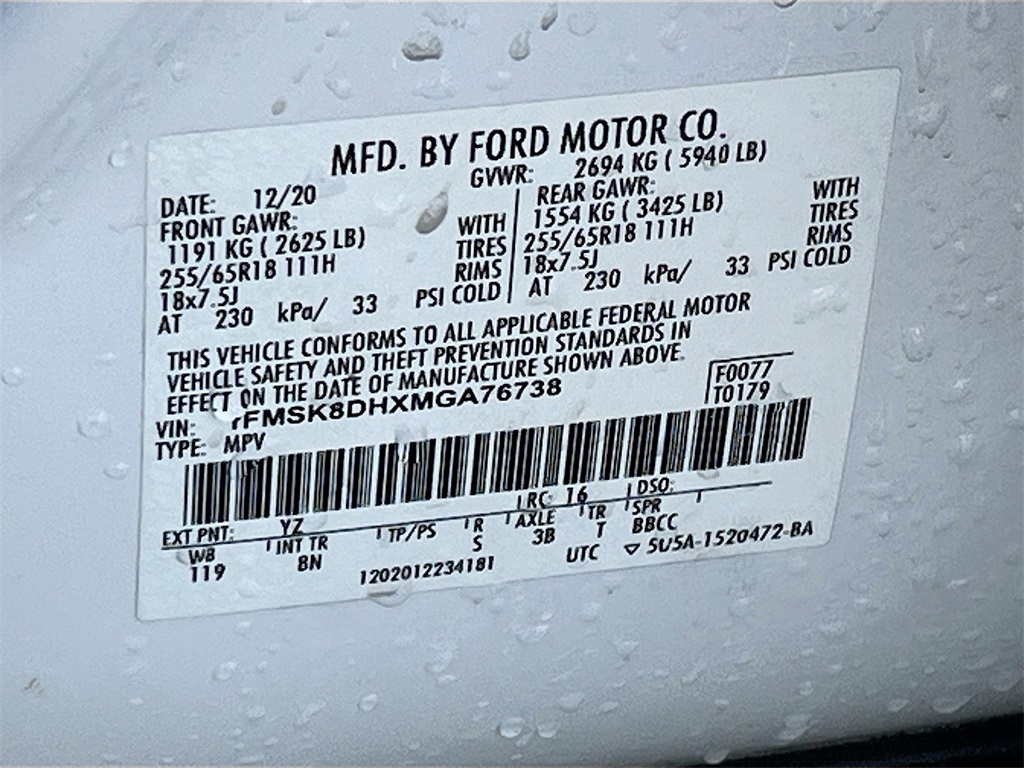 MFD. BY FORD MOTOR CO.
DATE: 12/20 GVWR: 2694 KG ( 5940 LB)
FRONT GAWR: REAR GAWR:
1191 KG ( 2625 LB) WITH 1554 KG ( 3425 LB) WITH
255/65R18 111H TIRES 255/65R18 111H TIRES
18x7.5J RIMS 18x7.5J RIMS
AT 230 kPa/ 33 PSI COLD AT 230 kPa/ 33 PSI COLD
THIS VEHICLE CONFORMS TO ALL APPLICABLE FEDERAL MOTOR
VEHICLE SAFETY AND THEFT PREVENTION STANDARDS IN
EFFECT ON THE DATE OF MANUFACTURE SHOWN ABOVE.
VIN: FMSK8DHXMGA76738 F0077
TYPE: MPV T0179
EXT PNT: YZ RC: 16 DSO:
WB INT TR TP/PS R AXLE TR SPR
119 8N S 3B T BBCC
1202012234181 UTC ▽ 5U5A-1520472-BA